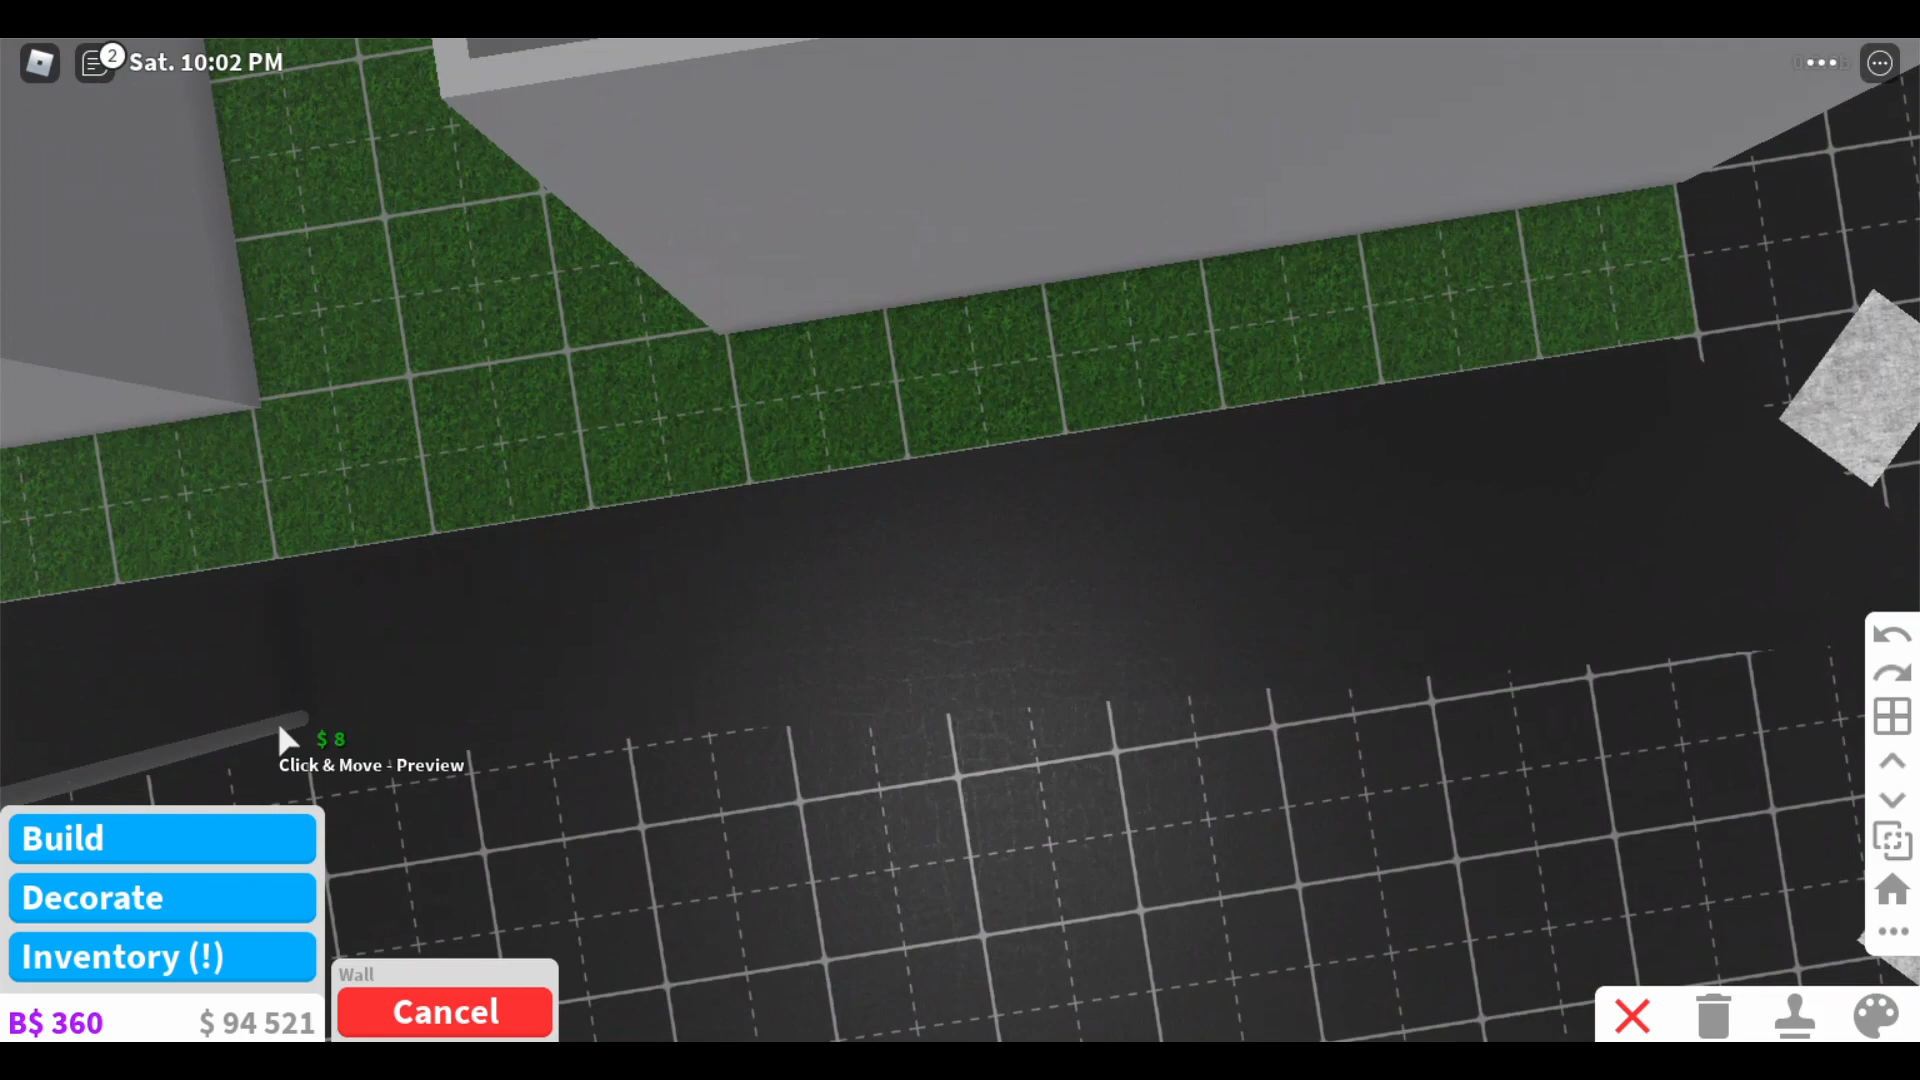 2
Sat. 10:02 PM
$ 8
Click & Move - Preview
Build
Decorate
Inventory (!)
B$ 360
$ 94 521
Wall
Cancel